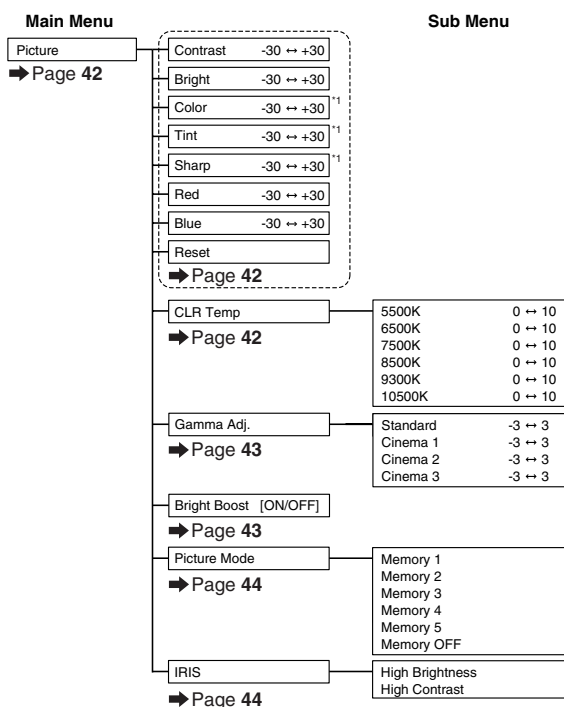 Main Menu Sub Menu
Picture
➡ Page 42
Contrast -30 ↔ +30
Bright -30 ↔ +30
Color -30 ↔ +30 *1
Tint -30 ↔ +30 *1
Sharp -30 ↔ +30 *1
Red -30 ↔ +30
Blue -30 ↔ +30
Reset
➡ Page 42
CLR Temp
➡ Page 42
5500K 0 ↔ 10
6500K 0 ↔ 10
7500K 0 ↔ 10
8500K 0 ↔ 10
9300K 0 ↔ 10
10500K 0 ↔ 10
Gamma Adj.
➡ Page 43
Standard -3 ↔ 3
Cinema 1 -3 ↔ 3
Cinema 2 -3 ↔ 3
Cinema 3 -3 ↔ 3
Bright Boost [ON/OFF]
➡ Page 43
Picture Mode
➡ Page 44
Memory 1
Memory 2
Memory 3
Memory 4
Memory 5
Memory OFF
IRIS
➡ Page 44
High Brightness
High Contrast